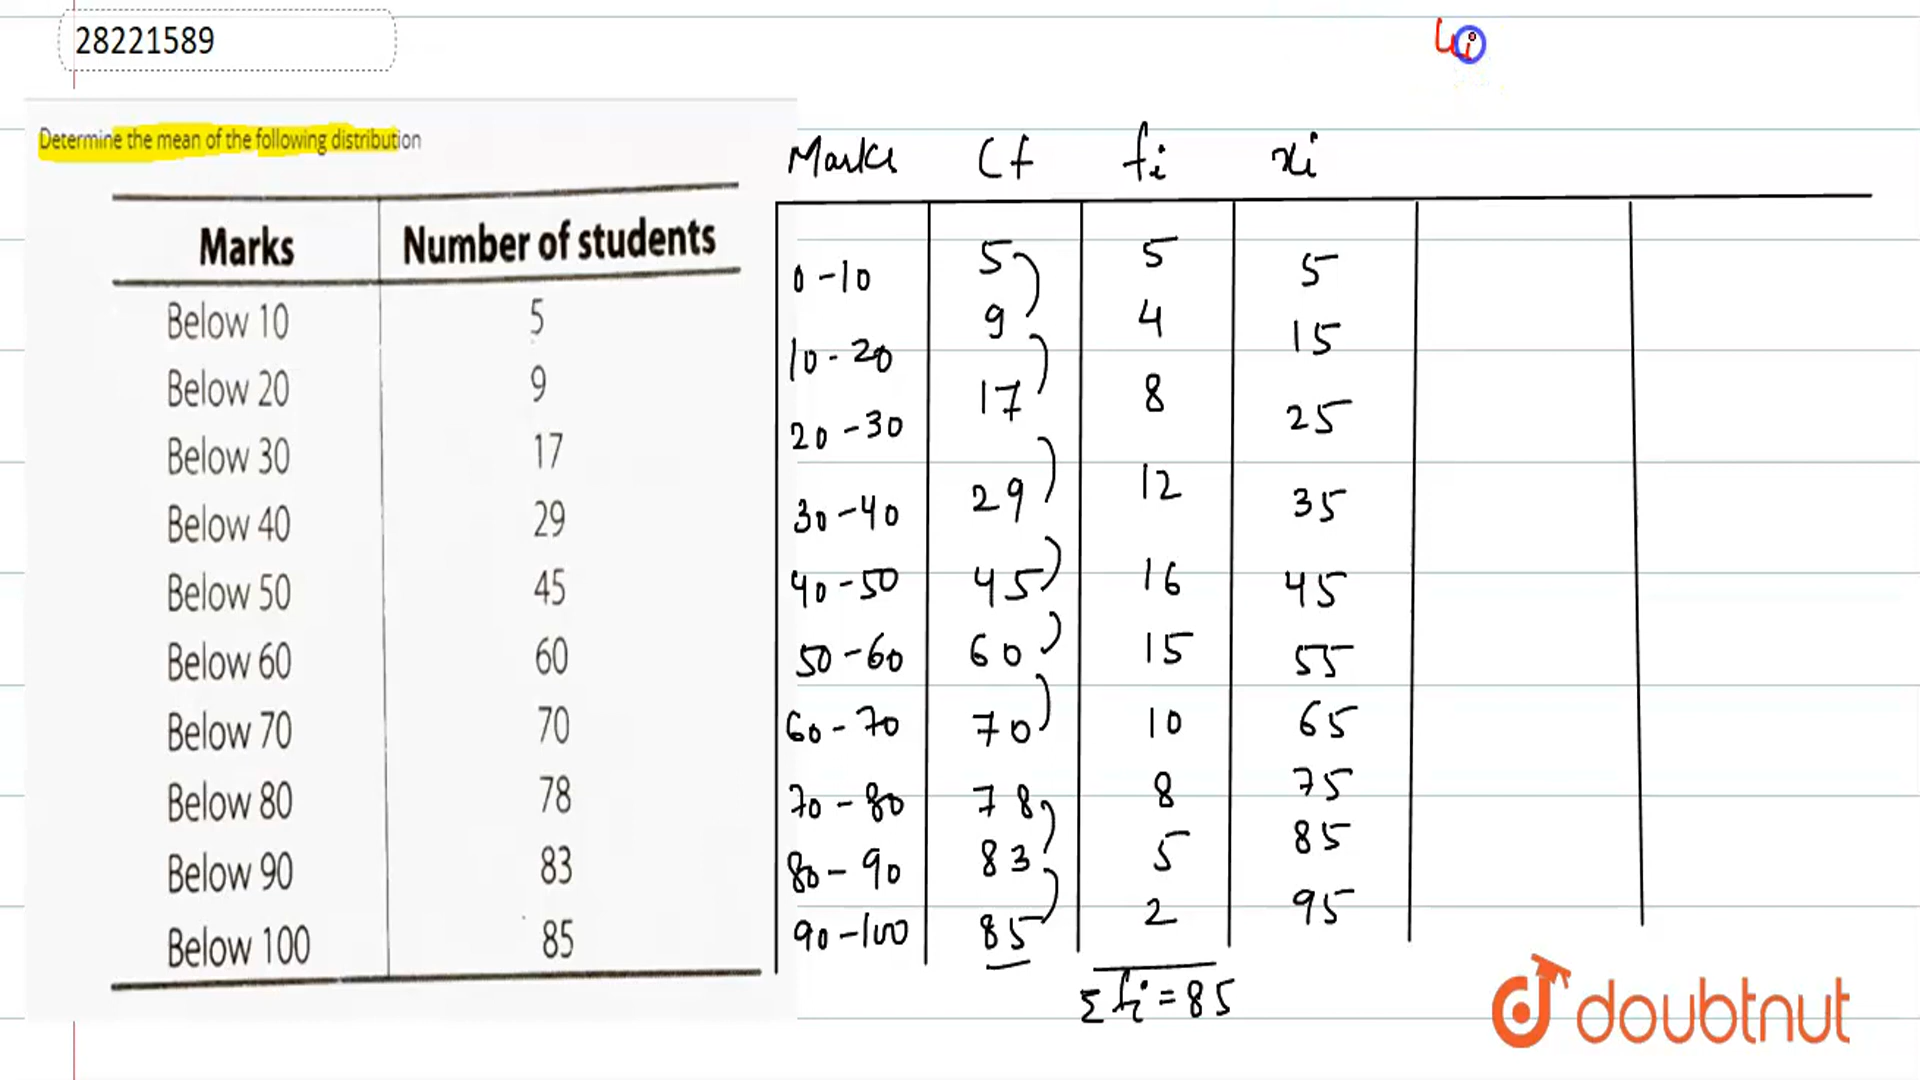 28221589
ui
Determine the mean of the following distribution
Marks Number of students
Below 10 5
Below 20 9
Below 30 17
Below 40 29
Below 50 45
Below 60 60
Below 70 70
Below 80 78
Below 90 83
Below 100 85
Marks Cf fi xi
0-10 5 5 5
10-20 9 4 15
20-30 17 8 25
30-40 29 12 35
40-50 45 16 45
50-60 60 15 55
60-70 70 10 65
70-80 78 8 75
80-90 83 5 85
90-100 85 2 95
Σfi=85
doubtnut